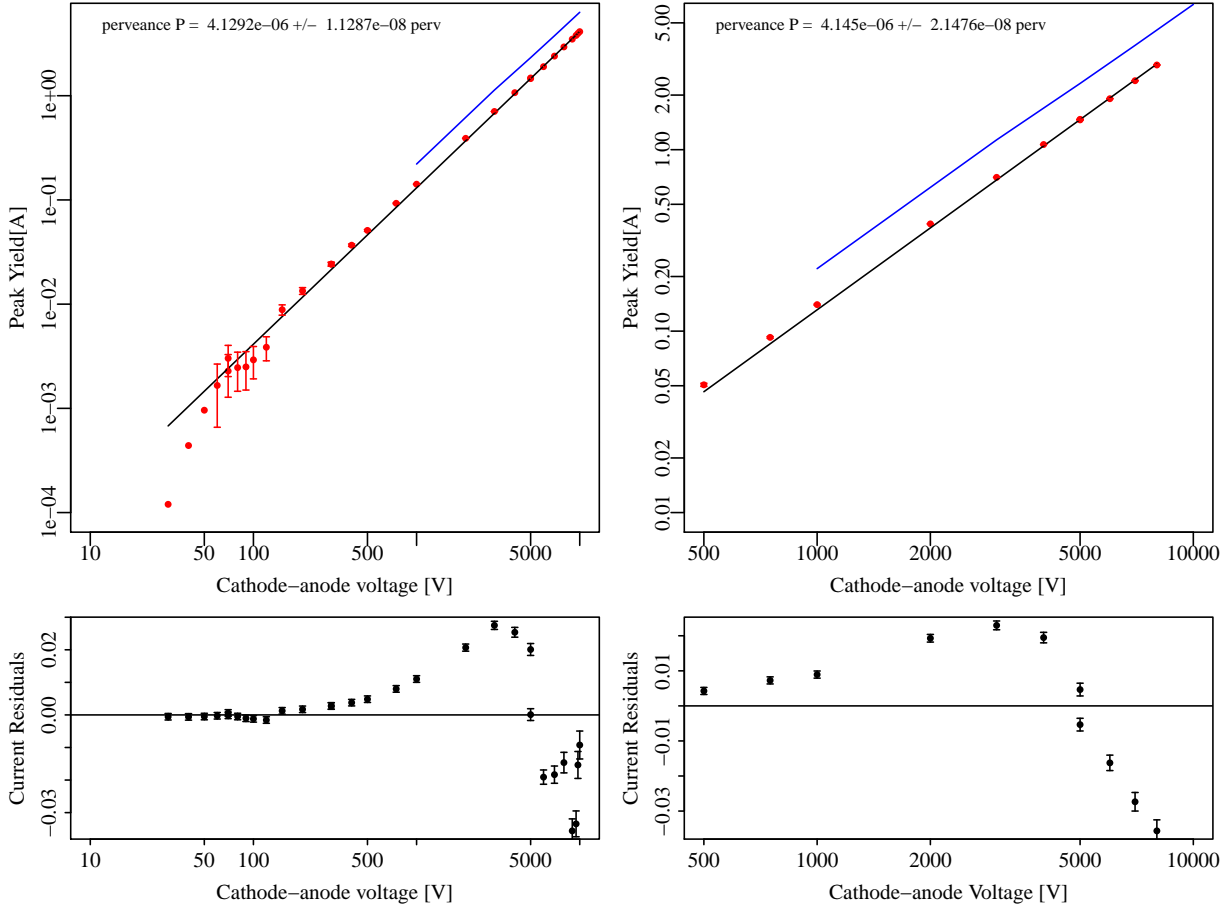 perveance P = 4.1292e−06 +/− 1.1287e−08 perv
Peak Yield[A]
1e+00
1e−01
1e−02
1e−03
1e−04
10 50 100 500 5000
Cathode−anode voltage [V]
perveance P = 4.145e−06 +/− 2.1476e−08 perv
Peak Yield[A]
5.00
2.00
1.00
0.50
0.20
0.10
0.05
0.02
0.01
500 1000 2000 5000 10000
Cathode−anode voltage [V]
Current Residuals
0.02
0.00
−0.03
10 50 100 500 5000
Cathode−anode voltage [V]
Current Residuals
0.01
−0.01
−0.03
500 1000 2000 5000 10000
Cathode−anode Voltage [V]